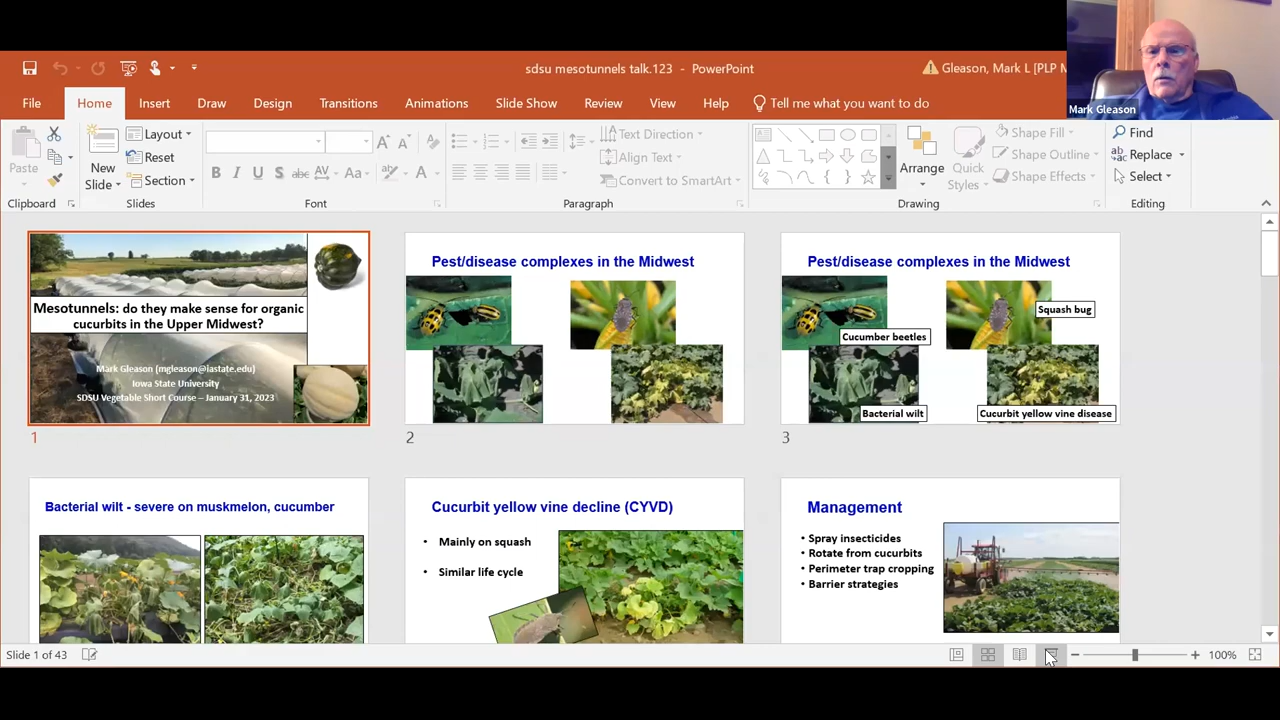 sdsu mesotunnels talk.123 - PowerPoint
Gleason, Mark L [PLP M
Mark Gleason
File Home Insert Draw Design Transitions Animations Slide Show Review View Help Tell me what you want to do
Paste
New
Slide
Layout
Reset
Section
B I U S abc AV Aa A
Text Direction
Align Text
Convert to SmartArt
Arrange
Quick
Styles
Shape Fill
Shape Outline
Shape Effects
Find
Replace
Select
Clipboard Slides Font Paragraph Drawing Editing
Mesotunnels: do they make sense for organic
cucurbits in the Upper Midwest?
Mark Gleason (mgleason@iastate.edu)
Iowa State University
SDSU Vegetable Short Course – January 31, 2023
1
Pest/disease complexes in the Midwest
2
Pest/disease complexes in the Midwest
Squash bug
Cucumber beetles
Bacterial wilt
Cucurbit yellow vine disease
3
Bacterial wilt - severe on muskmelon, cucumber
Cucurbit yellow vine decline (CYVD)
• Mainly on squash
• Similar life cycle
Management
• Spray insecticides
• Rotate from cucurbits
• Perimeter trap cropping
• Barrier strategies
Slide 1 of 43
100%